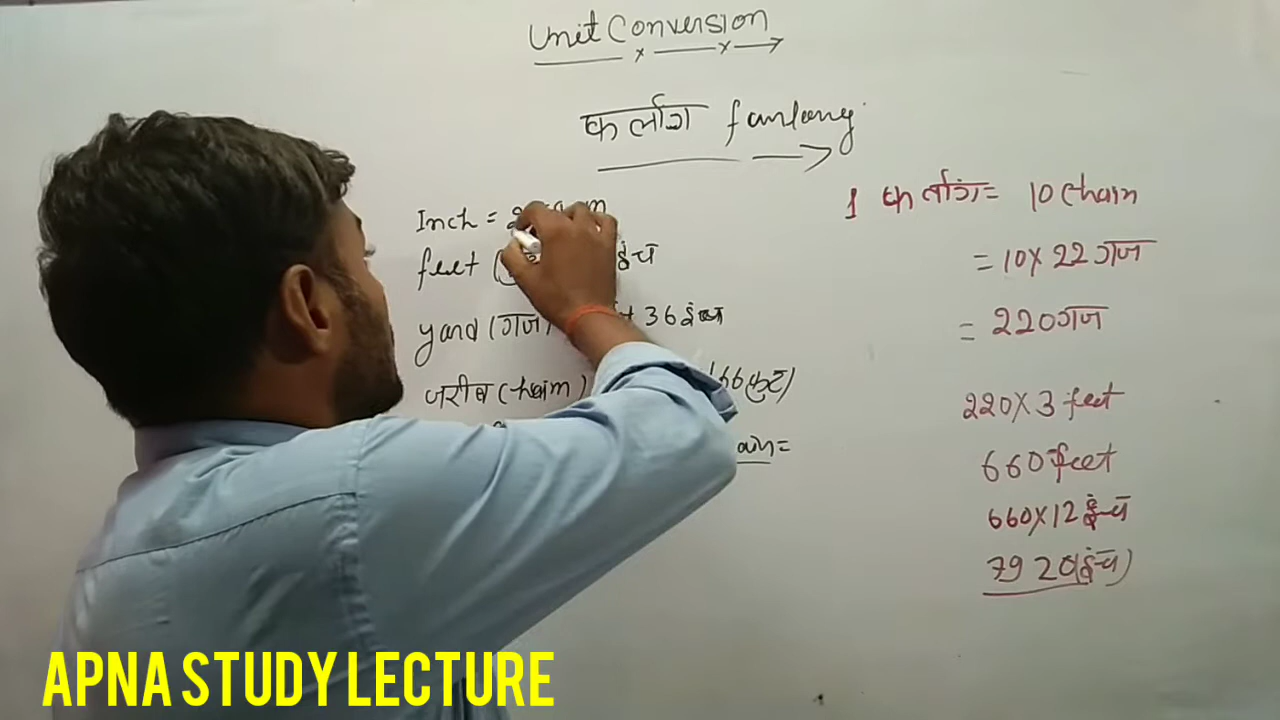 Unit Conversion
फर्लांग furlong
Inch =
feet इंच
yard (गज) 36 इंच
जरीब (chain) 66 फुट)
=
1 फर्लांग = 10 chain
= 10 x 22 गज
= 220 गज
220 x 3 feet
660 feet
660 x 12 इंच
7920 (इंच)
APNA STUDY LECTURE